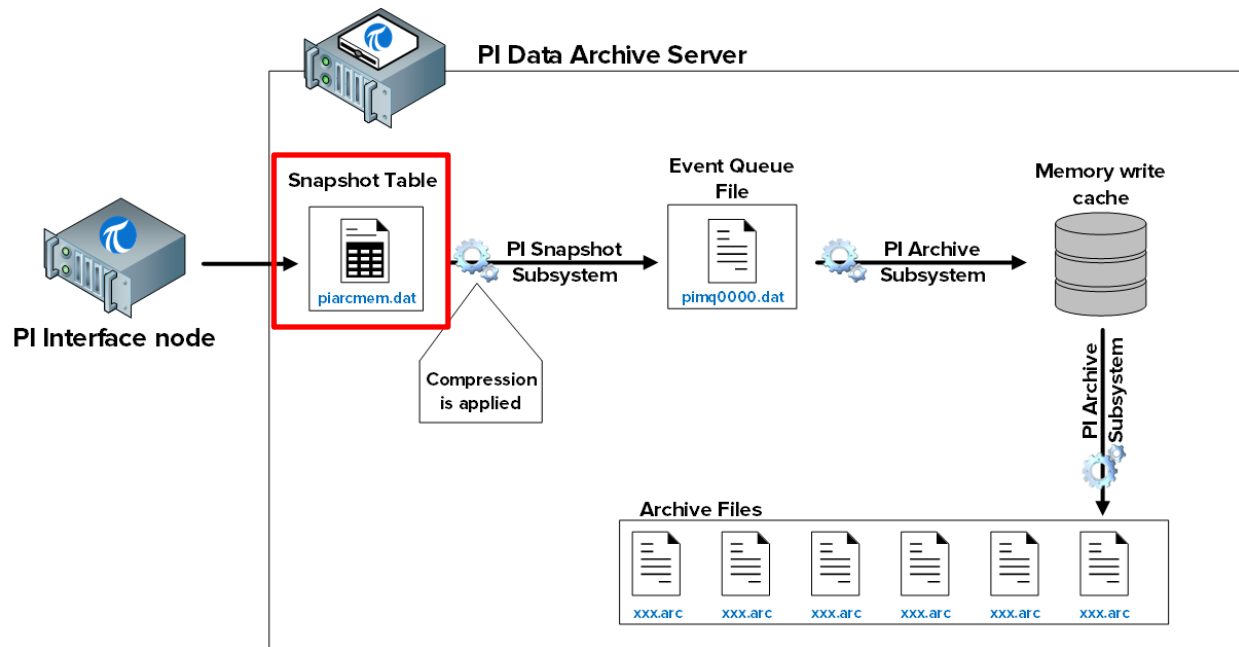 PI Data Archive Server
Snapshot Table
piarcmem.dat
PI Interface node
PI Snapshot
Subsystem
Compression
is applied
Event Queue
File
pimq0000.dat
PI Archive
Subsystem
Memory write
cache
PI Archive
Subsystem
Archive Files
xxx.arc
xxx.arc
xxx.arc
xxx.arc
xxx.arc
xxx.arc